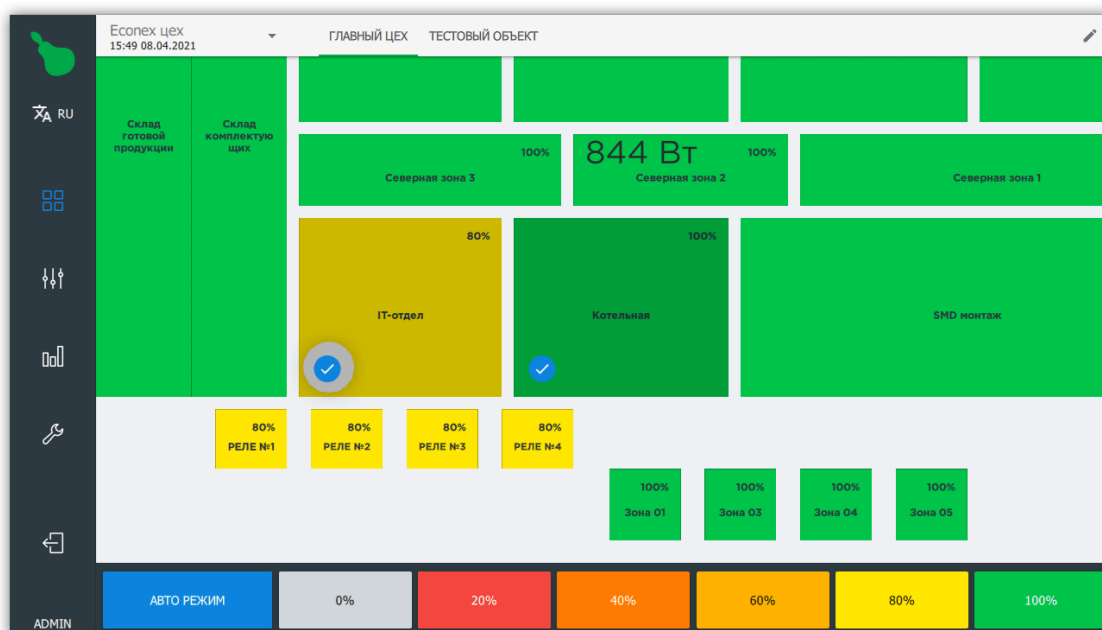 Econex цех
15:49 08.04.2021
ГЛАВНЫЙ ЦЕХ
ТЕСТОВЫЙ ОБЪЕКТ
RU
Склад
готовой
продукции
Склад
комплектую
щих
100%
Северная зона 3
844 Вт
100%
Северная зона 2
Северная зона 1
80%
IT-отдел
100%
Котельная
SMD монтаж
80%
РЕЛЕ №1
80%
РЕЛЕ №2
80%
РЕЛЕ №3
80%
РЕЛЕ №4
100%
Зона 01
100%
Зона 03
100%
Зона 04
100%
Зона 05
АВТО РЕЖИМ
0%
20%
40%
60%
80%
100%
ADMIN